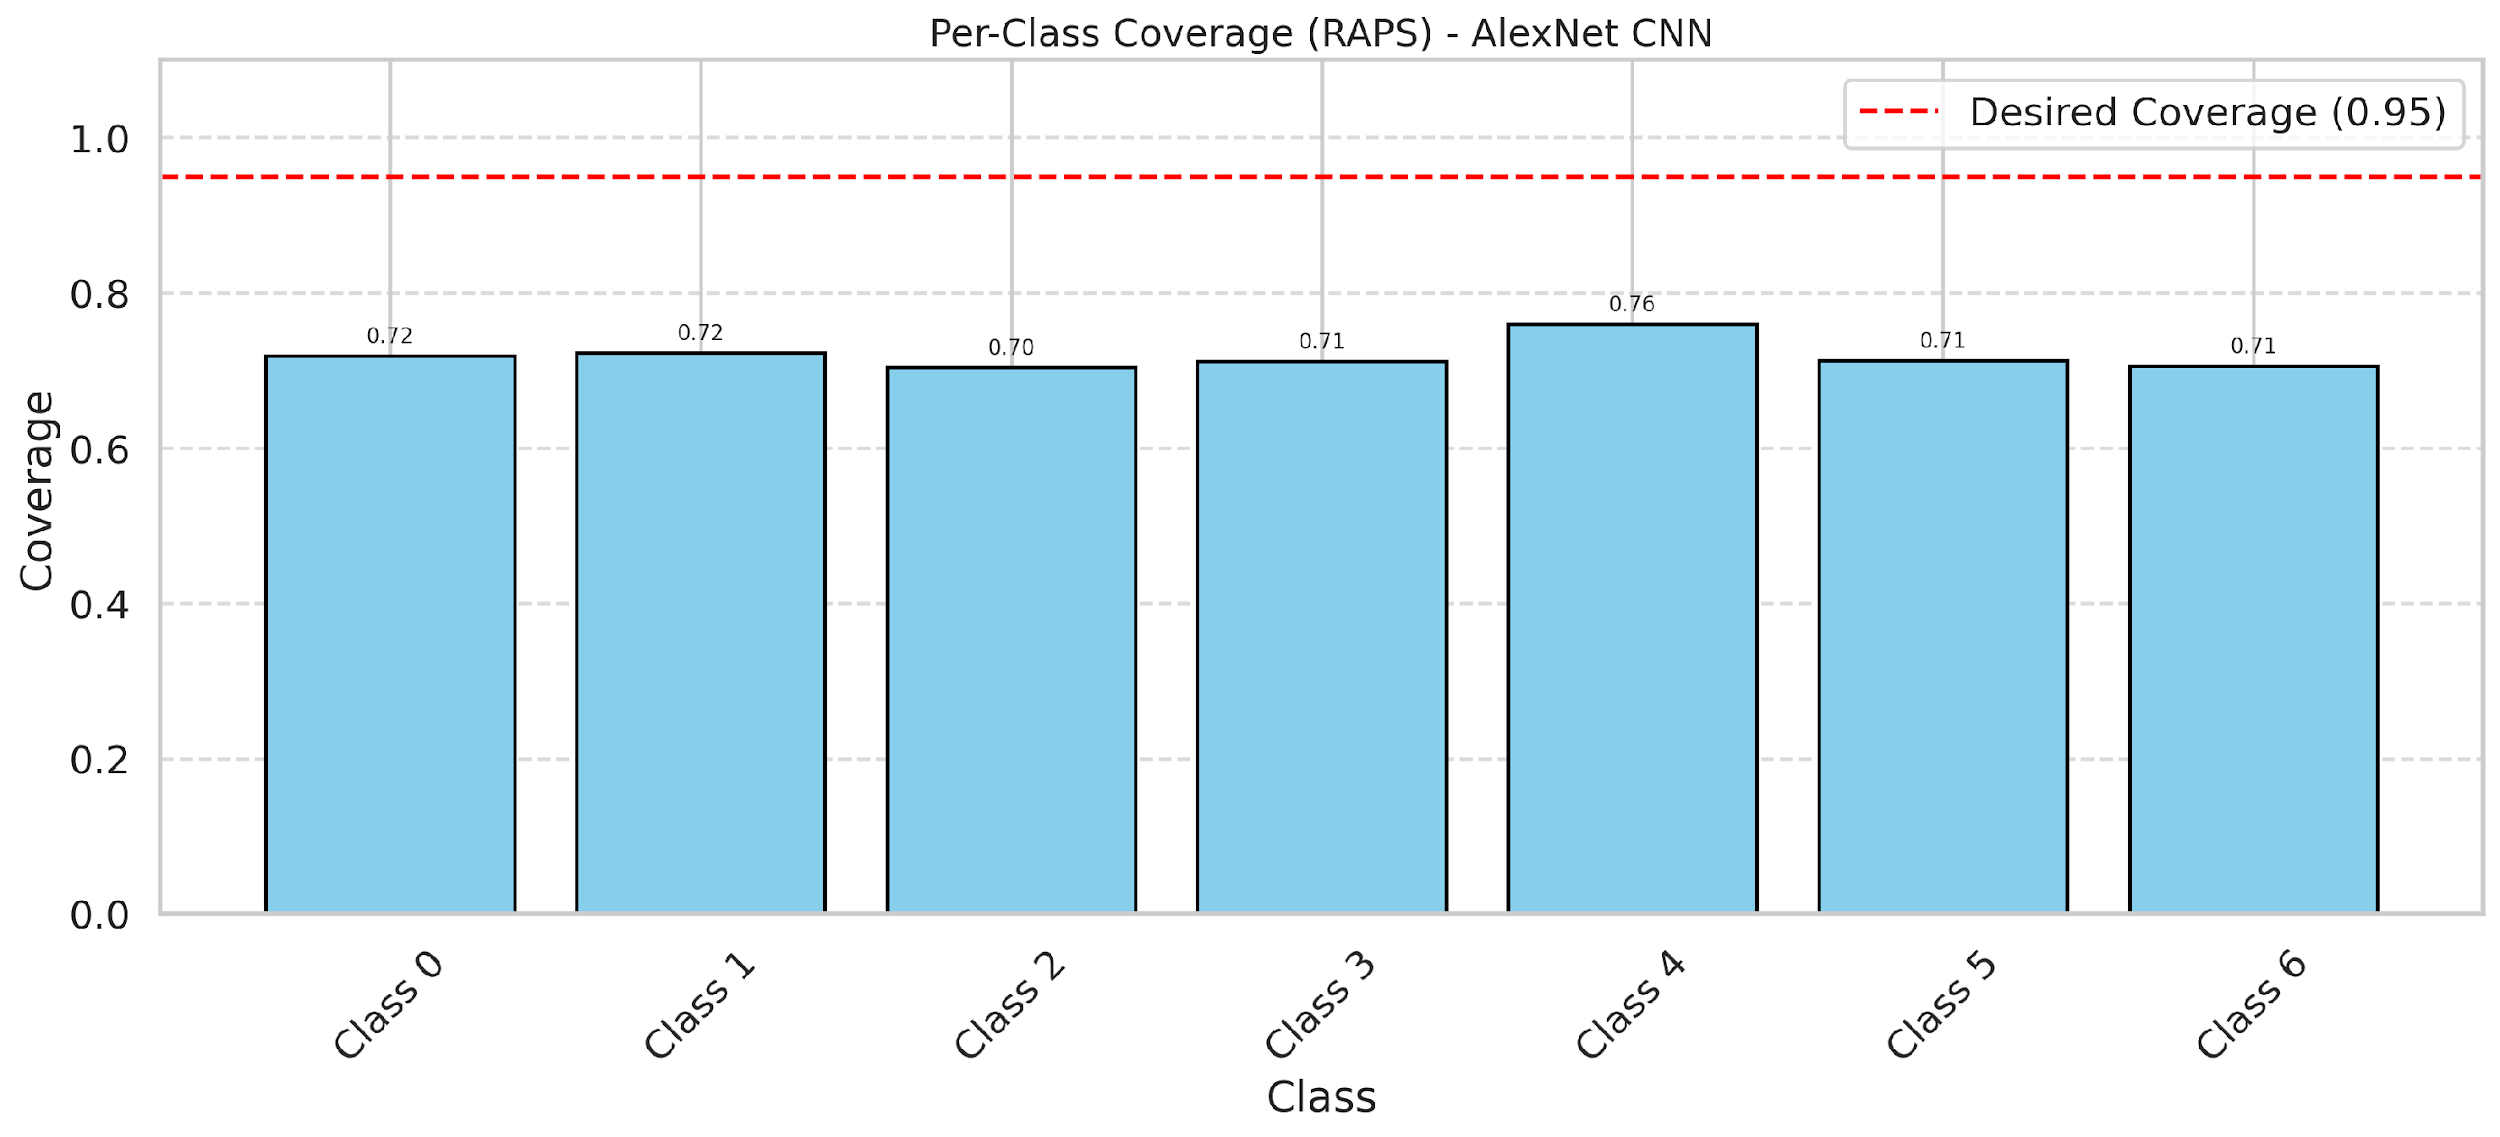 Per-Class Coverage (RAPS) - AlexNet CNN
Desired Coverage (0.95)
Coverage
1.0
0.8
0.6
0.4
0.2
0.0
0.72
0.72
0.70
0.71
0.76
0.71
0.71
Class 0
Class 1
Class 2
Class 3
Class 4
Class 5
Class 6
Class